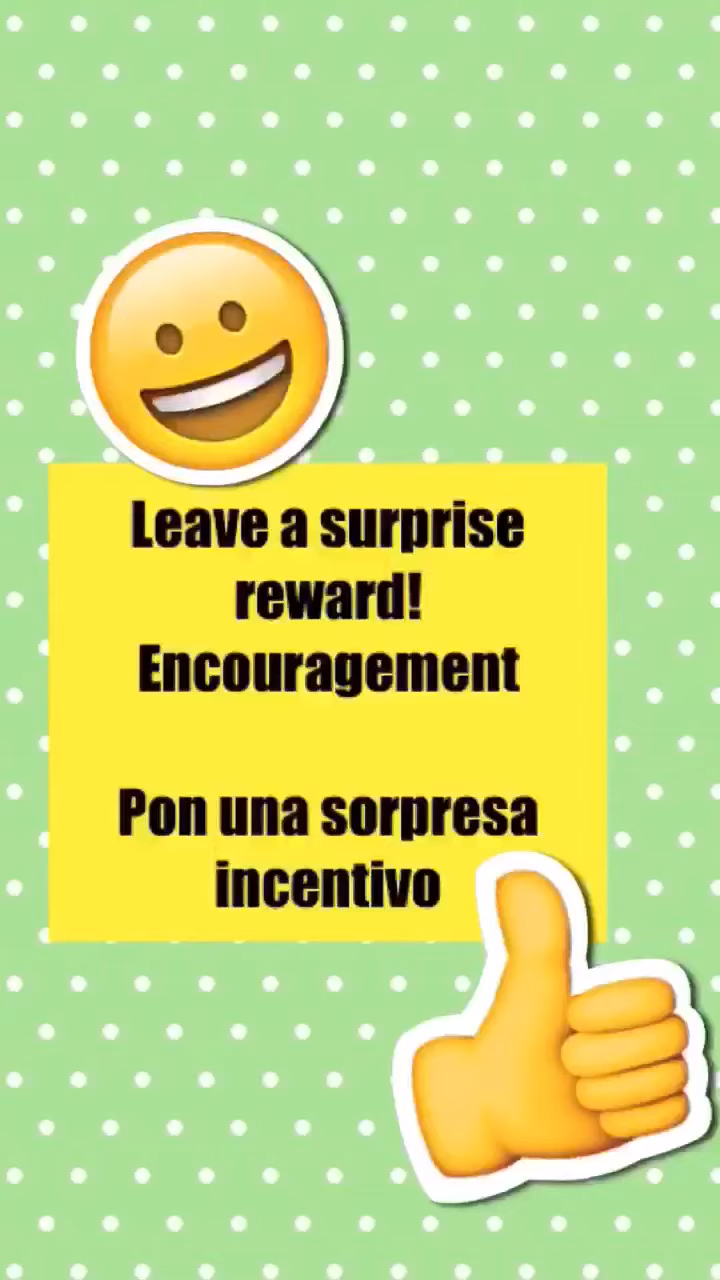 Leave a surprise
reward!
Encouragement
Pon una sorpresa
incentivo